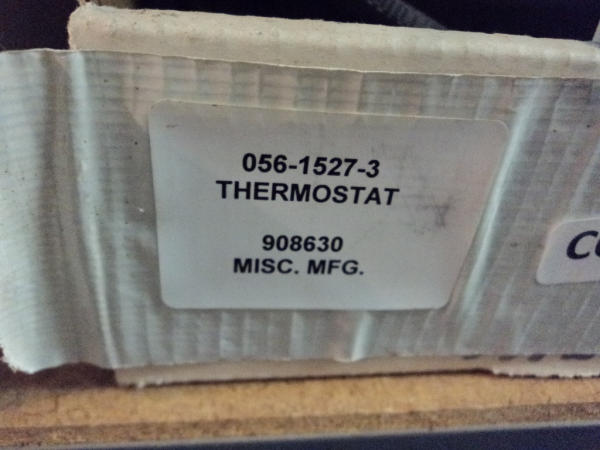 056-1527-3
THERMOSTAT
908630
MISC. MFG.